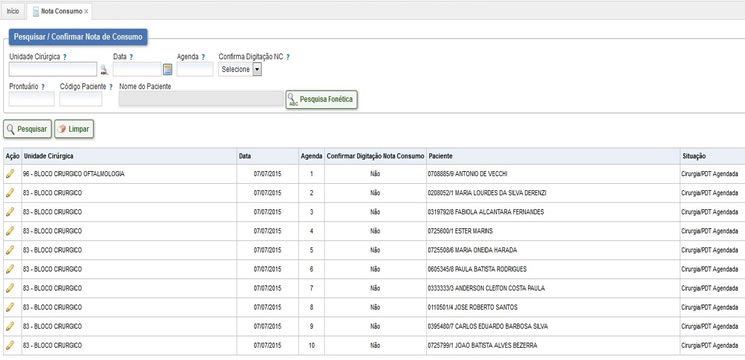 Início Nota Consumo ×
Pesquisar / Confirmar Nota de Consumo
Unidade Cirúrgica ? Data ? Agenda ? Confirma Digitação NC ?
Selecione
Prontuário ? Código Paciente ? Nome do Paciente
ABC Pesquisa Fonética
Pesquisar Limpar
Ação Unidade Cirúrgica Data Agenda Confirmar Digitação Nota Consumo Paciente Situação
96 - BLOCO CIRURGICO OFTALMOLOGIA 07/07/2015 1 Não 0708885/9 ANTONIO DE VECCHI Cirurgia/PDT Agendada
83 - BLOCO CIRURGICO 07/07/2015 2 Não 0208052/1 MARIA LOURDES DA SILVA DERENZI Cirurgia/PDT Agendada
83 - BLOCO CIRURGICO 07/07/2015 3 Não 0319792/8 FABIOLA ALCANTARA FERNANDES Cirurgia/PDT Agendada
83 - BLOCO CIRURGICO 07/07/2015 4 Não 0725600/1 ESTER MARINS Cirurgia/PDT Agendada
83 - BLOCO CIRURGICO 07/07/2015 5 Não 0725508/6 MARIA ONEIDA HARADA Cirurgia/PDT Agendada
83 - BLOCO CIRURGICO 07/07/2015 6 Não 0605345/8 PAULA BATISTA RODRIGUES Cirurgia/PDT Agendada
83 - BLOCO CIRURGICO 07/07/2015 7 Não 0333333/3 ANDERSON CLEITON COSTA PAULA Cirurgia/PDT Agendada
83 - BLOCO CIRURGICO 07/07/2015 8 Não 0110501/4 JOSE ROBERTO SANTOS Cirurgia/PDT Agendada
83 - BLOCO CIRURGICO 07/07/2015 9 Não 0395480/7 CARLOS EDUARDO BARBOSA SILVA Cirurgia/PDT Agendada
83 - BLOCO CIRURGICO 07/07/2015 10 Não 0725799/1 JOAO BATISTA ALVES BEZERRA Cirurgia/PDT Agendada